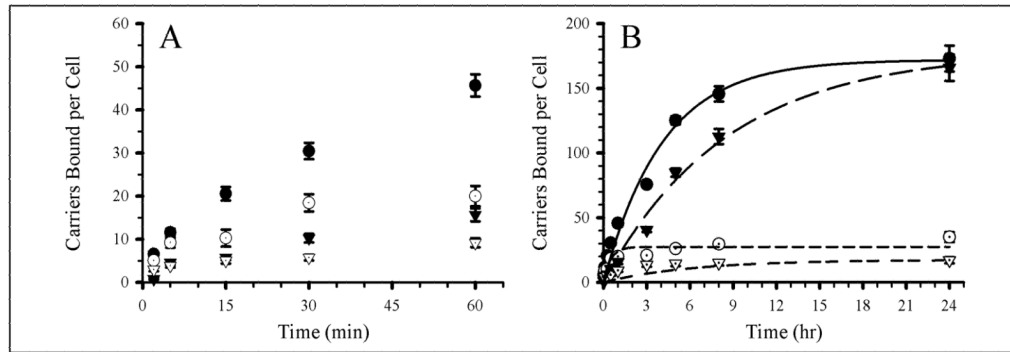 A
Carriers Bound per Cell
60
50
40
30
20
10
0
0 15 30 45 60
Time (min)
B
Carriers Bound per Cell
200
150
100
50
0
0 3 6 9 12 15 18 21 24
Time (hr)